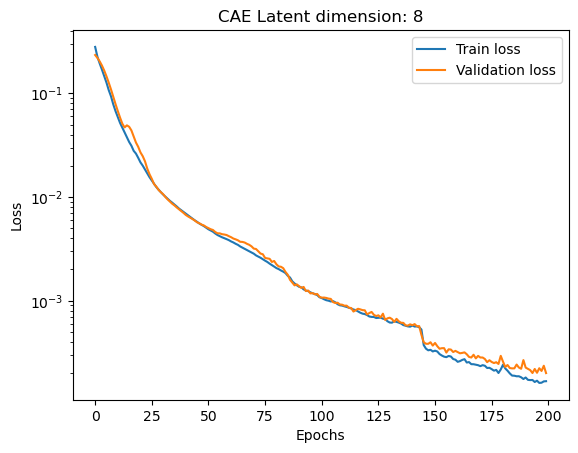 CAE Latent dimension: 8
Train loss
Validation loss
10⁻¹
10⁻²
10⁻³
Loss
0 25 50 75 100 125 150 175 200
Epochs